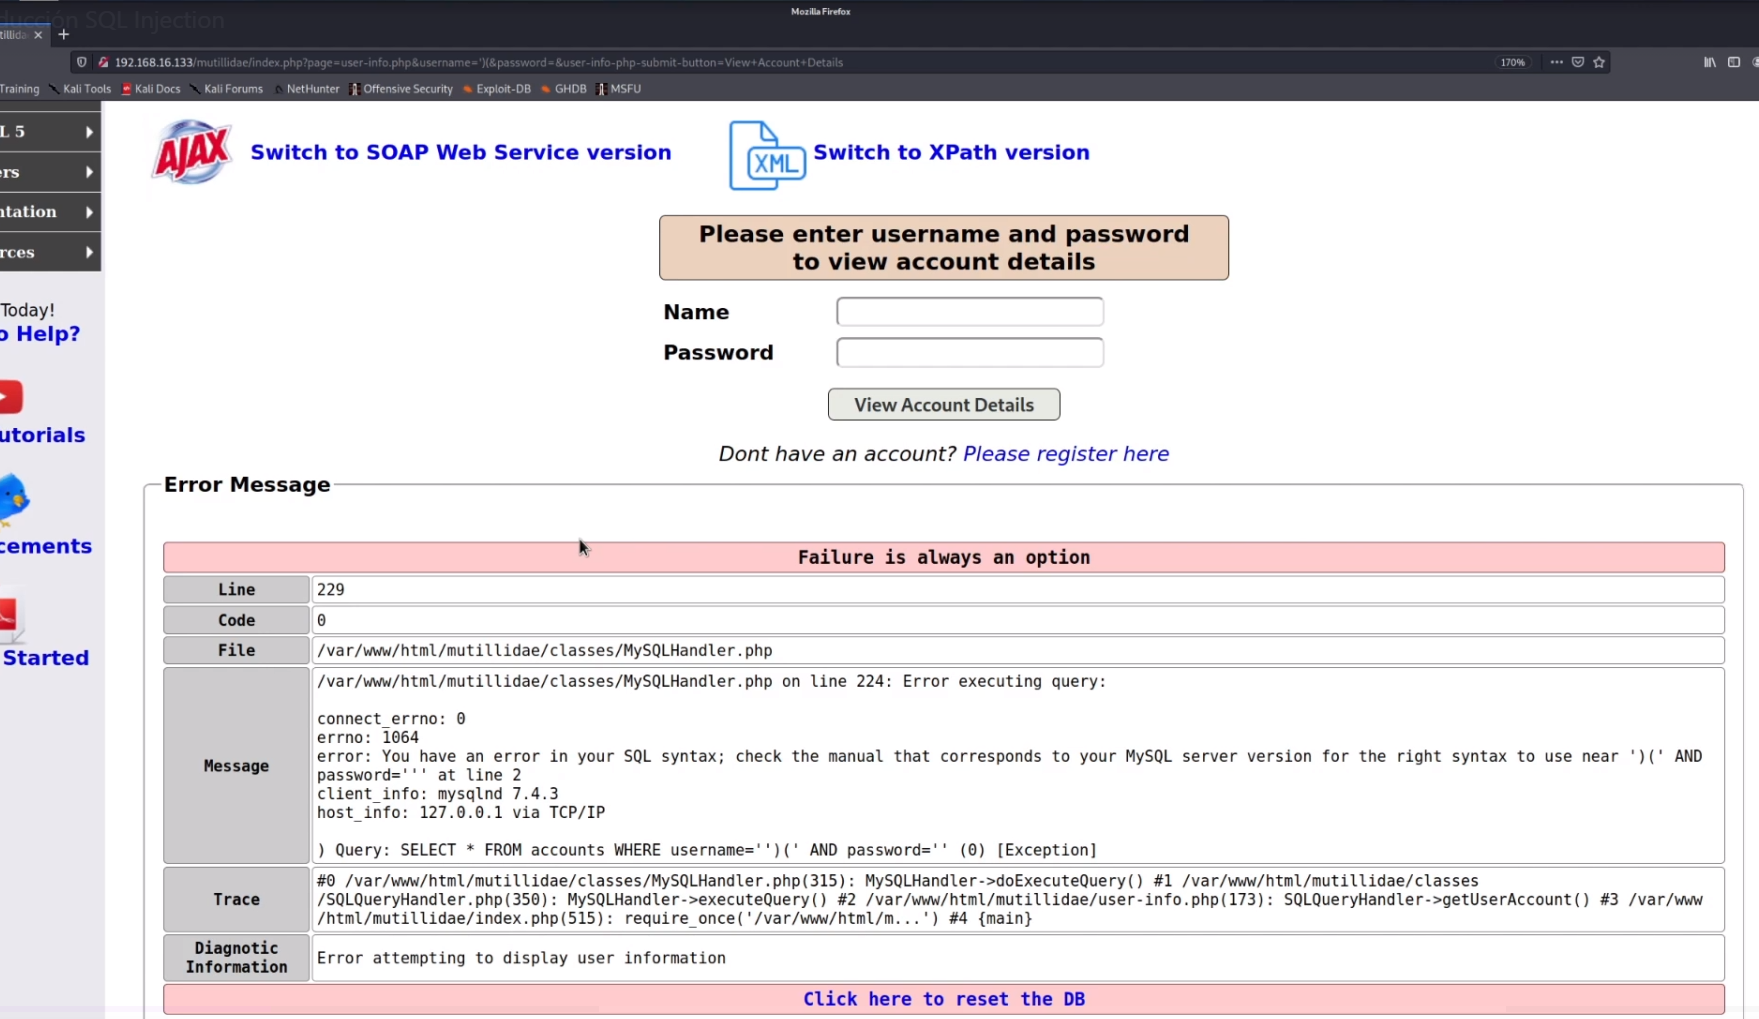 ducción SQL Injection
Mozilla Firefox
tillida
192.168.16.133/mutillidae/index.php?page=user-info.php&username=')(&password=&user-info-php-submit-button=View+Account+Details
170%
Training Kali Tools Kali Docs Kali Forums NetHunter Offensive Security Exploit-DB GHDB MSFU
L 5
ers
ntation
rces
Today!
o Help?
utorials
cements
Started
AJAX
Switch to SOAP Web Service version
XML
Switch to XPath version
Please enter username and password
to view account details
Name
Password
View Account Details
Dont have an account? Please register here
Error Message
Failure is always an option
Line 229
Code 0
File /var/www/html/mutillidae/classes/MySQLHandler.php
Message
/var/www/html/mutillidae/classes/MySQLHandler.php on line 224: Error executing query:
connect_errno: 0
errno: 1064
error: You have an error in your SQL syntax; check the manual that corresponds to your MySQL server version for the right syntax to use near ')(' AND
password=''' at line 2
client_info: mysqlnd 7.4.3
host_info: 127.0.0.1 via TCP/IP
) Query: SELECT * FROM accounts WHERE username='')(' AND password='' (0) [Exception]
Trace
#0 /var/www/html/mutillidae/classes/MySQLHandler.php(315): MySQLHandler->doExecuteQuery() #1 /var/www/html/mutillidae/classes
/SQLQueryHandler.php(350): MySQLHandler->executeQuery() #2 /var/www/html/mutillidae/user-info.php(173): SQLQueryHandler->getUserAccount() #3 /var/www
/html/mutillidae/index.php(515): require_once('/var/www/html/m...') #4 {main}
Diagnostic
Information
Error attempting to display user information
Click here to reset the DB